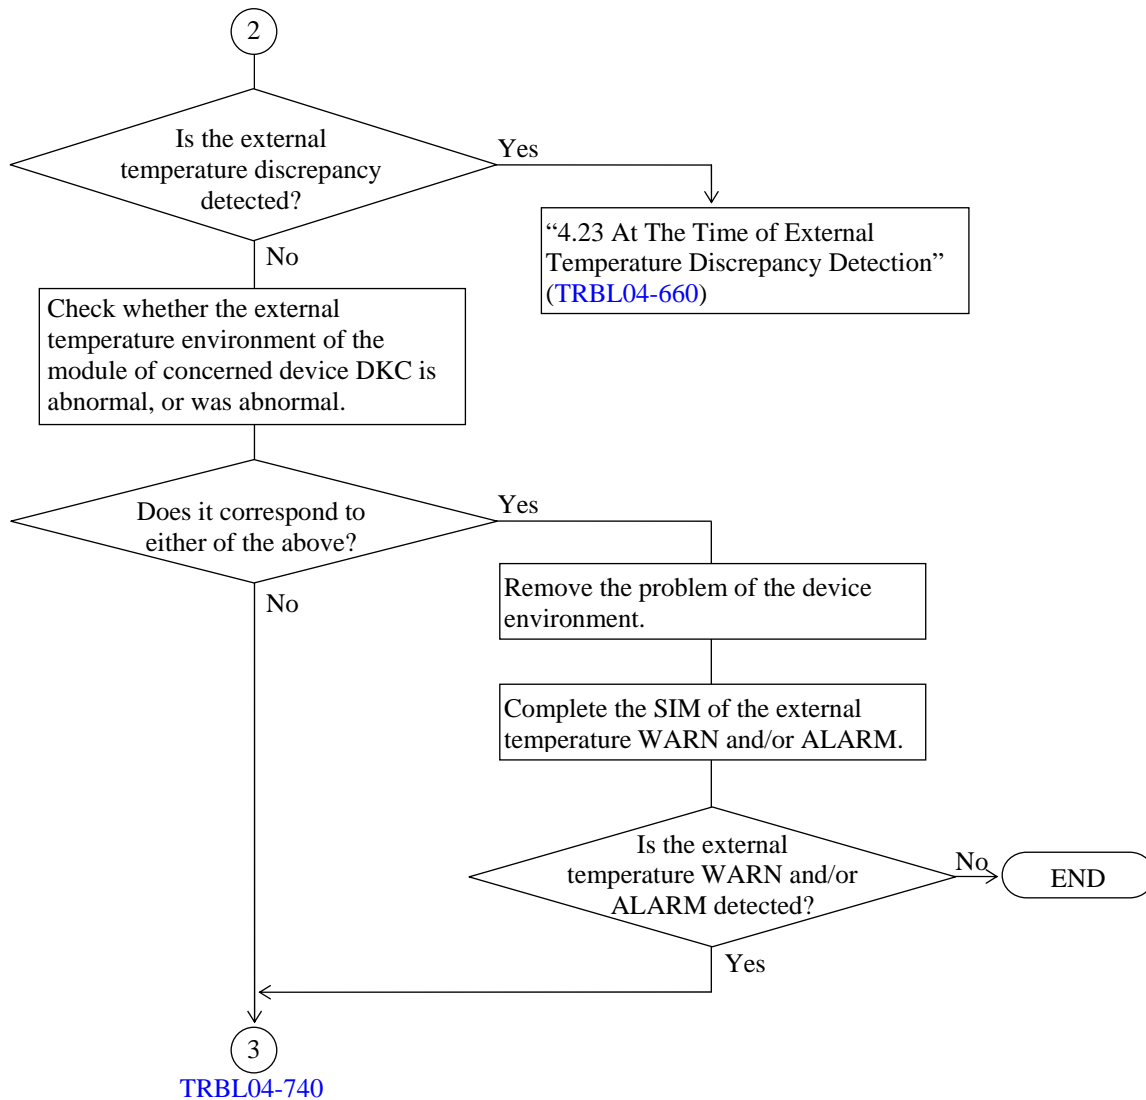 2
Is the external
temperature discrepancy
detected?
Yes
“4.23 At The Time of External
Temperature Discrepancy Detection”
(TRBL04-660)
No
Check whether the external
temperature environment of the
module of concerned device DKC is
abnormal, or was abnormal.
Does it correspond to
either of the above?
Yes
No
Remove the problem of the device
environment.
Complete the SIM of the external
temperature WARN and/or ALARM.
Is the external
temperature WARN and/or
ALARM detected?
No
END
Yes
3
TRBL04-740